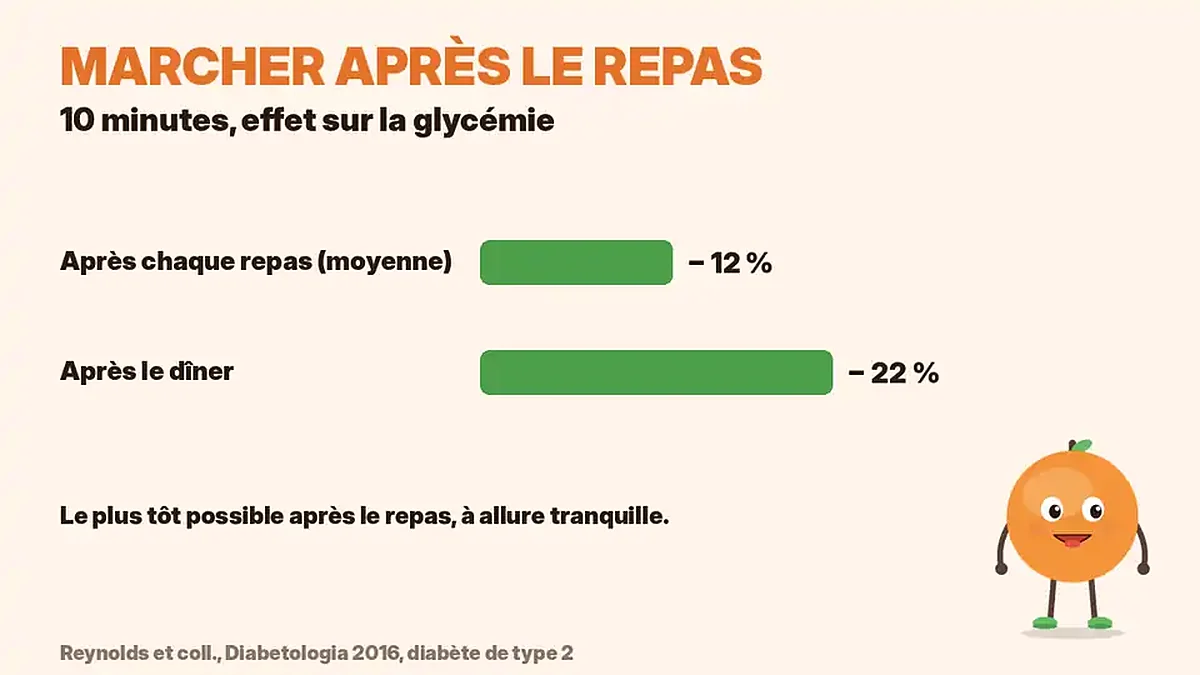 MARCHER APRÈS LE REPAS
10 minutes, effet sur la glycémie
Après chaque repas (moyenne) – 12 %
Après le dîner – 22 %
Le plus tôt possible après le repas, à allure tranquille.
Reynolds et coll., Diabetologia 2016, diabète de type 2